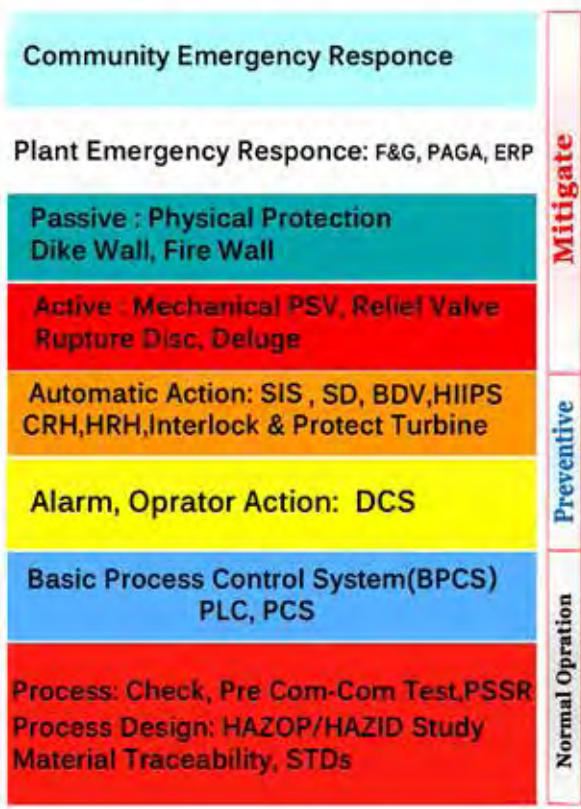 Community Emergency Responce
Plant Emergency Responce: F&G, PAGA, ERP
Passive : Physical Protection
Dike Wall, Fire Wall
Active : Mechanical PSV, Relief Valve
Rupture Disc, Deluge
Automatic Action: SIS , SD, BDV,HIIPS
CRH,HRH,Interlock & Protect Turbine
Alarm, Oprator Action: DCS
Basic Process Control System(BPCS)
PLC, PCS
Process: Check, Pre Com-Com Test,PSSR
Process Design: HAZOP/HAZID Study
Material Traceability, STDs
Mitigate
Preventive
Normal Opration